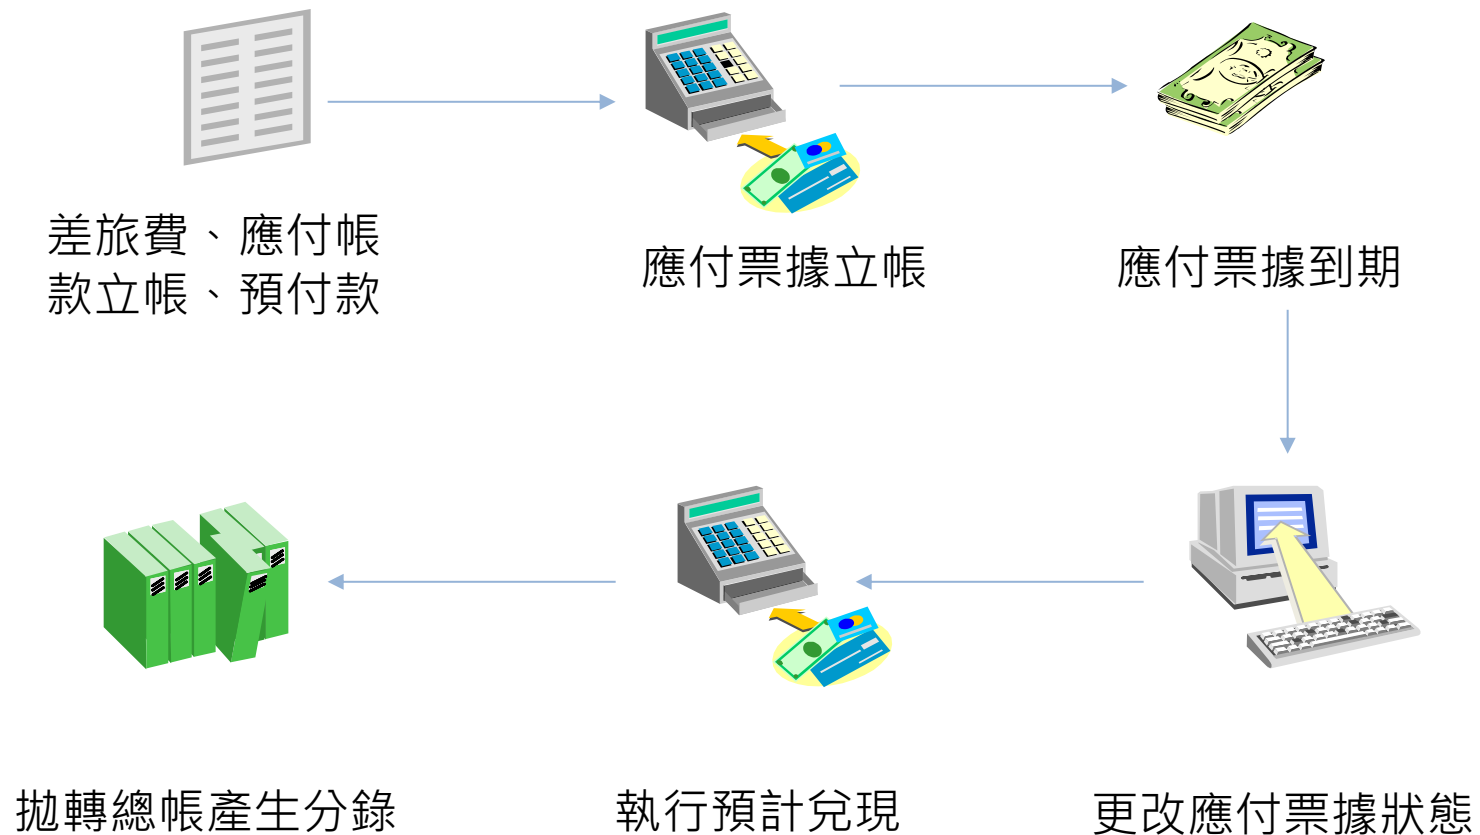 差旅費、應付帳
款立帳、預付款
應付票據立帳
應付票據到期
拋轉總帳產生分錄
執行預計兌現
更改應付票據狀態